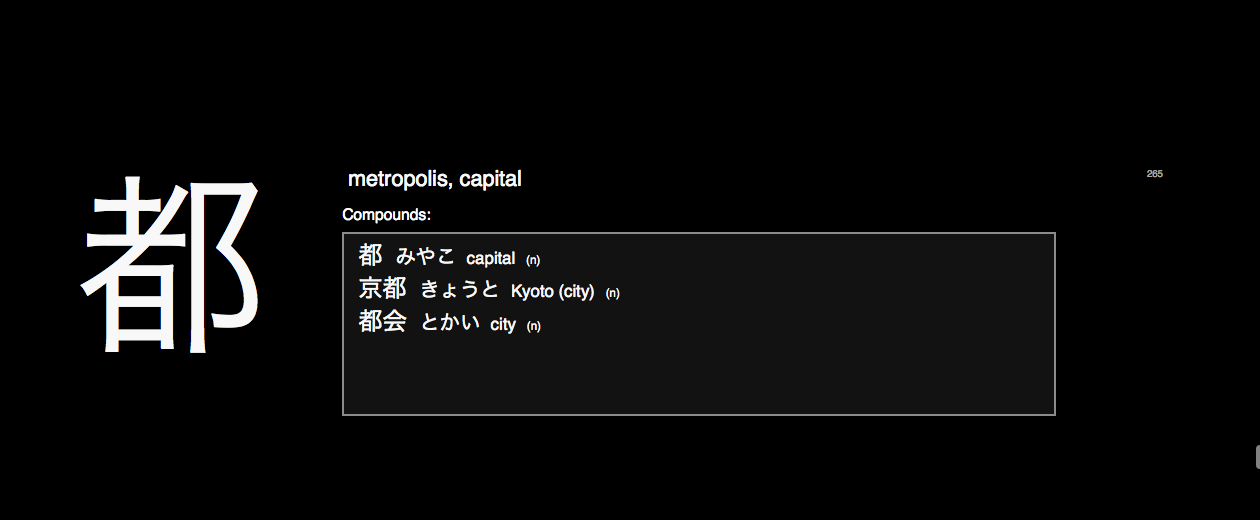 都
metropolis, capital
265
Compounds:
都 みやこ capital (n)
京都 きょうと Kyoto (city) (n)
都会 とかい city (n)